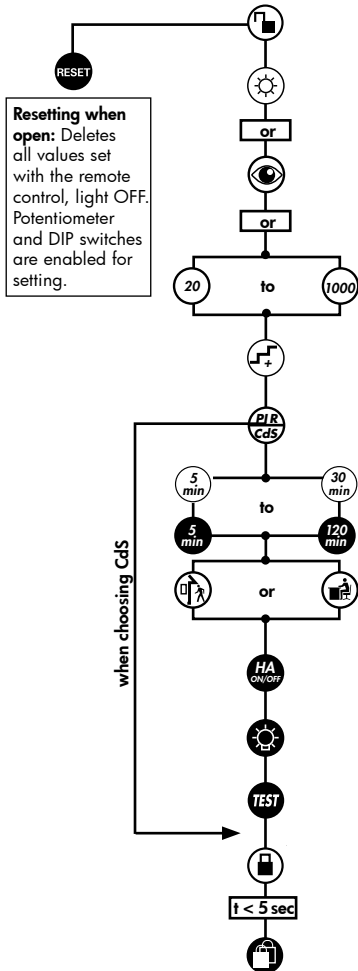 RESET
Resetting when
open: Deletes
all values set
with the remote
control, light OFF.
Potentiometer
and DIP switches
are enabled for
setting.
or
or
20
to
1000
+
PIR
CdS
5
min
30
min
to
5
min
120
min
or
when choosing CdS
HA
ON/OFF
TEST
t < 5 sec